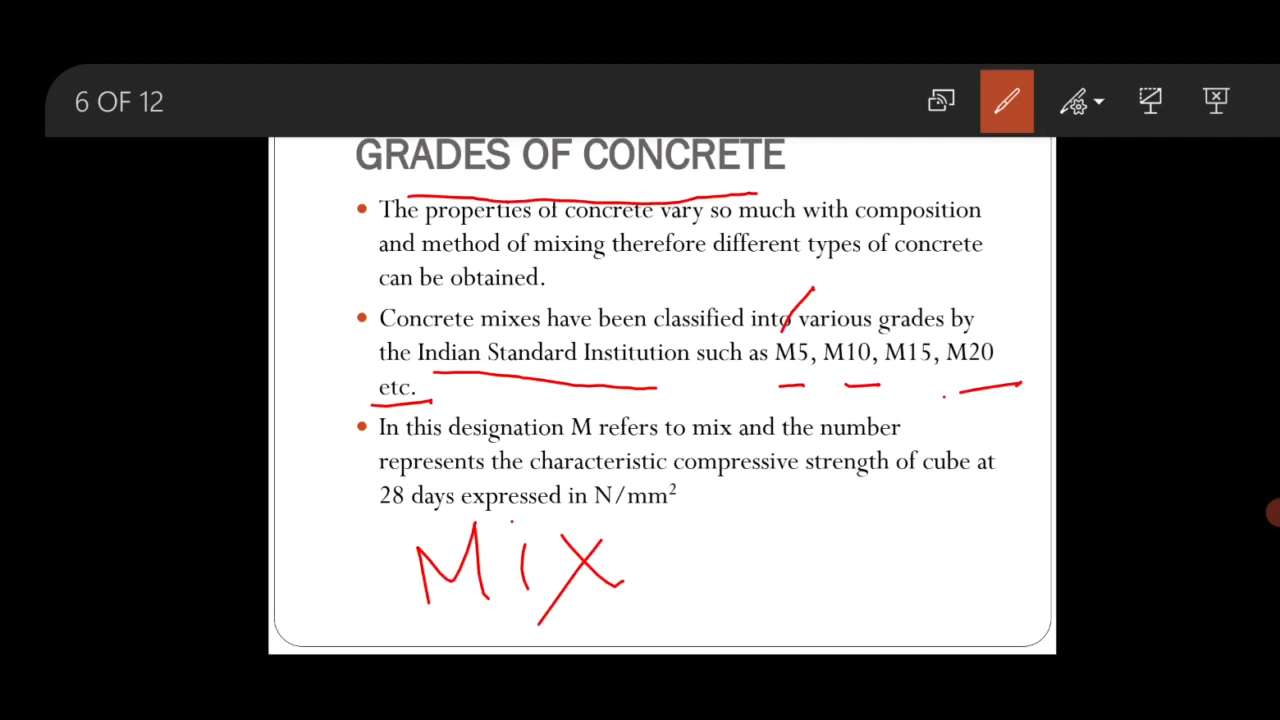 6 OF 12
GRADES OF CONCRETE
• The properties of concrete vary so much with composition
and method of mixing therefore different types of concrete
can be obtained.
• Concrete mixes have been classified into various grades by
the Indian Standard Institution such as M5, M10, M15, M20
etc.
• In this designation M refers to mix and the number
represents the characteristic compressive strength of cube at
28 days expressed in N/mm²
Mix